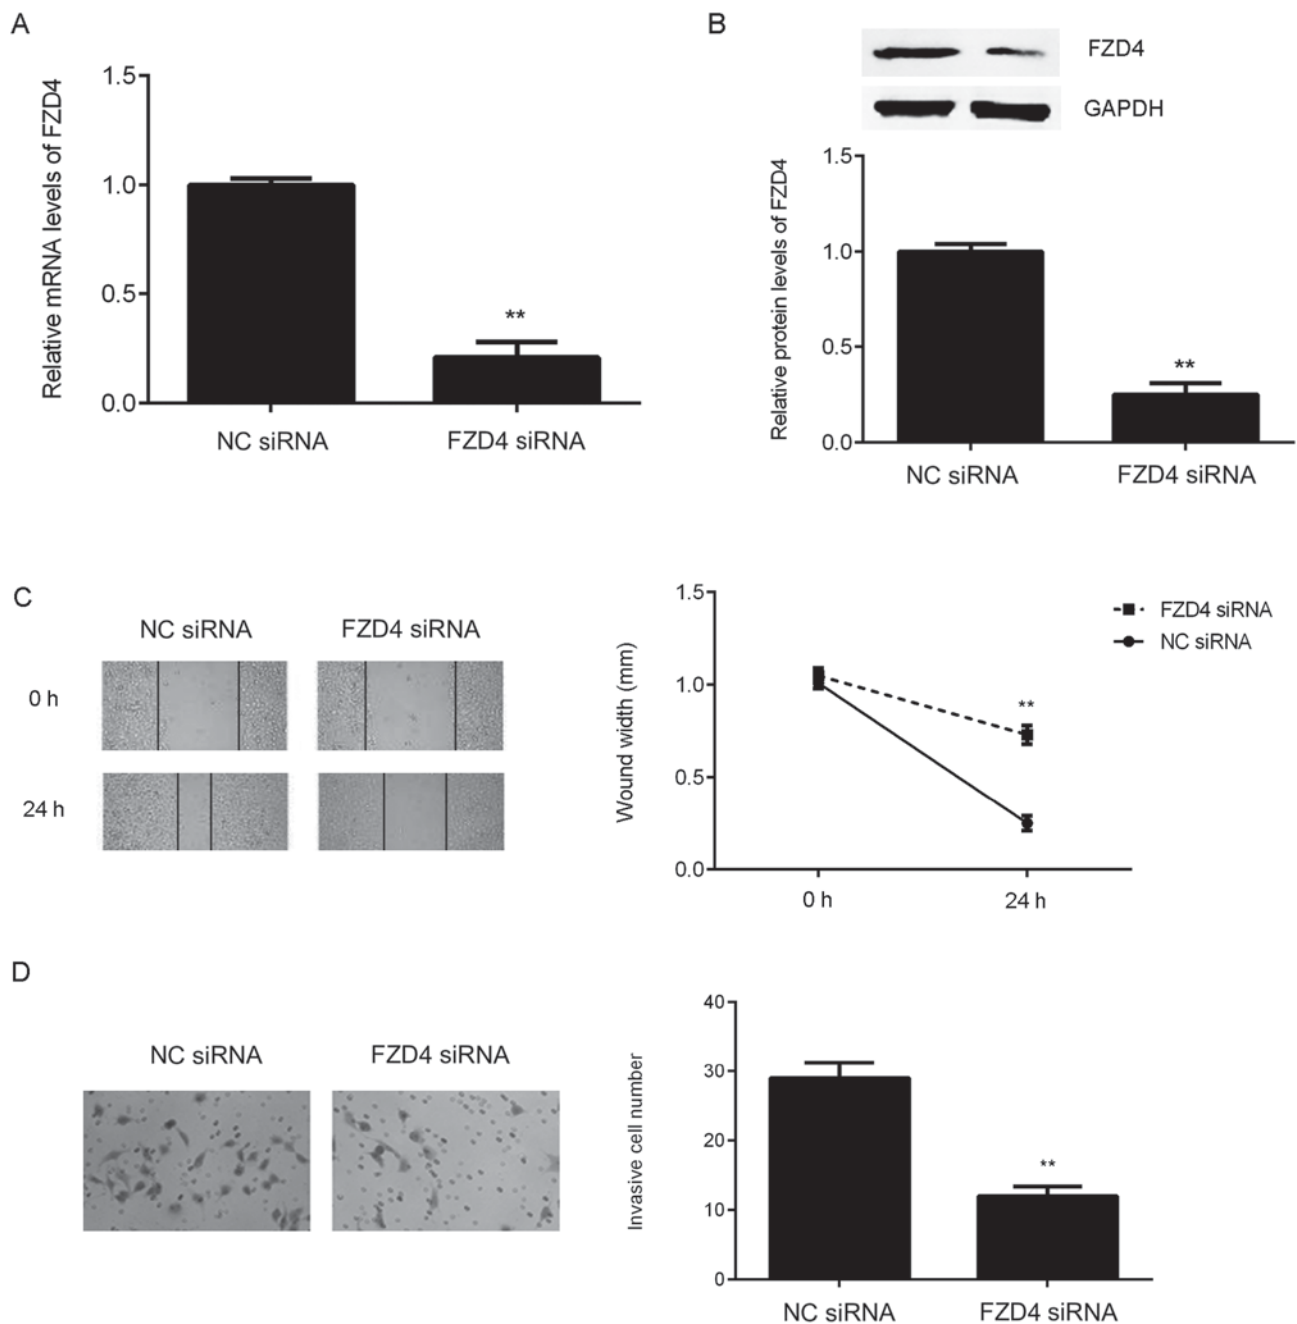 A
Relative mRNA levels of FZD4
1.5
1.0
0.5
0.0
**
NC siRNA
FZD4 siRNA
B
FZD4
GAPDH
Relative protein levels of FZD4
1.5
1.0
0.5
0.0
**
NC siRNA
FZD4 siRNA
C
NC siRNA
FZD4 siRNA
0 h
24 h
Wound width (mm)
1.5
1.0
0.5
0.0
**
0 h
24 h
FZD4 siRNA
NC siRNA
D
NC siRNA
FZD4 siRNA
Invasive cell number
40
30
20
10
0
**
NC siRNA
FZD4 siRNA